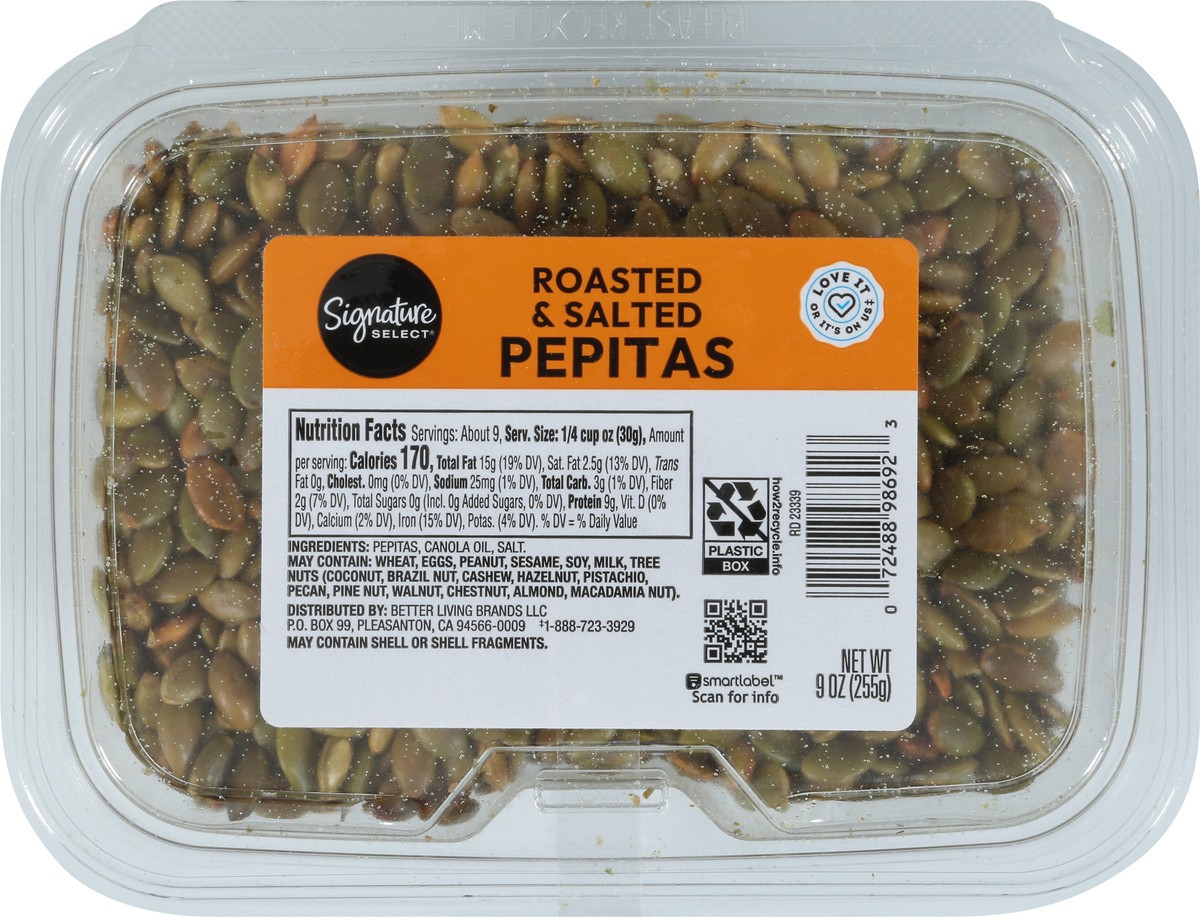 PLEASE RECYCLE ME
Signature
SELECT®
ROASTED
& SALTED
PEPITAS
LOVE IT
OR IT'S ON US‡
Nutrition Facts Servings: About 9, Serv. Size: 1/4 cup oz (30g), Amount
per serving: Calories 170, Total Fat 15g (19% DV), Sat. Fat 2.5g (13% DV), Trans
Fat 0g, Cholest. 0mg (0% DV), Sodium 25mg (1% DV), Total Carb. 3g (1% DV), Fiber
2g (7% DV), Total Sugars 0g (Incl. 0g Added Sugars, 0% DV), Protein 9g, Vit. D (0%
DV), Calcium (2% DV), Iron (15% DV), Potas. (4% DV). % DV = % Daily Value
INGREDIENTS: PEPITAS, CANOLA OIL, SALT.
MAY CONTAIN: WHEAT, EGGS, PEANUT, SESAME, SOY, MILK, TREE
NUTS (COCONUT, BRAZIL NUT, CASHEW, HAZELNUT, PISTACHIO,
PECAN, PINE NUT, WALNUT, CHESTNUT, ALMOND, MACADAMIA NUT).
DISTRIBUTED BY: BETTER LIVING BRANDS LLC
P.O. BOX 99, PLEASANTON, CA 94566-0009 ‡1-888-723-3929
MAY CONTAIN SHELL OR SHELL FRAGMENTS.
PLASTIC
BOX
how2recycle.info
RD 23339
0 72488 98692 3
smartlabel™
Scan for info
NET WT
9 OZ (255g)